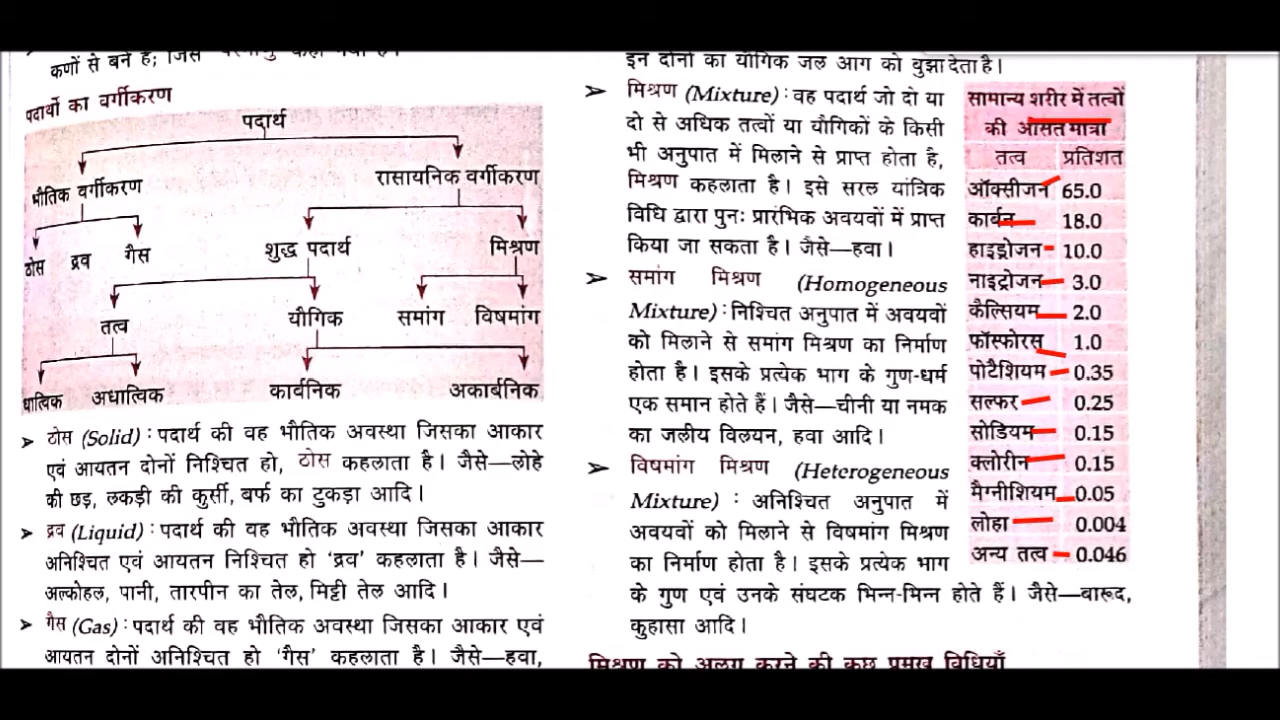 कणों से बने हैं; जिसे
पदार्थों का वर्गीकरण
पदार्थ
भौतिक वर्गीकरण
रासायनिक वर्गीकरण
ठोस द्रव गैस
शुद्ध पदार्थ
मिश्रण
तत्व
यौगिक
समांग
विषमांग
धात्विक अधात्विक
कार्वनिक
अकार्बनिक
➤ ठोस (Solid) : पदार्थ की वह भौतिक अवस्था जिसका आकार
एवं आयतन दोनों निश्चित हो, ठोस कहलाता है। जैसे—लोहे
की छड़, लकड़ी की कुर्सी, बर्फ का टुकड़ा आदि।
➤ द्रव (Liquid) : पदार्थ की वह भौतिक अवस्था जिसका आकार
अनिश्चित एवं आयतन निश्चित हो ‘द्रव’ कहलाता है। जैसे—
अल्कोहल, पानी, तारपीन का तेल, मिट्टी तेल आदि।
➤ गैस (Gas) : पदार्थ की वह भौतिक अवस्था जिसका आकार एवं
आयतन दोनों अनिश्चित हो ‘गैस’ कहलाता है। जैसे—हवा,
इन दोनों का यौगिक जल आग को वुझा देता है।
➤ मिश्रण (Mixture) : वह पदार्थ जो दो या
दो से अधिक तत्वों या यौगिकों के किसी
भी अनुपात में मिलाने से प्राप्त होता है,
मिश्रण कहलाता है। इसे सरल यांत्रिक
विधि द्वारा पुनः प्रारंभिक अवयवों में प्राप्त
किया जा सकता है। जैसे—हवा।
➤ समांग मिश्रण (Homogeneous
Mixture) : निश्चित अनुपात में अवयवों
को मिलाने से समांग मिश्रण का निर्माण
होता है। इसके प्रत्येक भाग के गुण-धर्म
एक समान होते हैं। जैसे—चीनी या नमक
का जलीय विलयन, हवा आदि।
➤ विषमांग मिश्रण (Heterogeneous
Mixture) : अनिश्चित अनुपात में
अवयवों को मिलाने से विषमांग मिश्रण
का निर्माण होता है। इसके प्रत्येक भाग
के गुण एवं उनके संघटक भिन्न-भिन्न होते हैं। जैसे—बारूद,
कुहासा आदि।
मिश्रण को अलग करने की कुछ प्रमुख विधियाँ
सामान्य शरीर में तत्वों
की औसत मात्रा
तत्व प्रतिशत
ऑक्सीजन 65.0
कार्वन 18.0
हाइड्रोजन 10.0
नाइट्रोजन 3.0
कैल्सियम 2.0
फॉस्फोरस 1.0
पोटैशियम 0.35
सल्फर 0.25
सोडियम 0.15
क्लोरीन 0.15
मैग्नीशियम 0.05
लोहा 0.004
अन्य तत्व 0.046